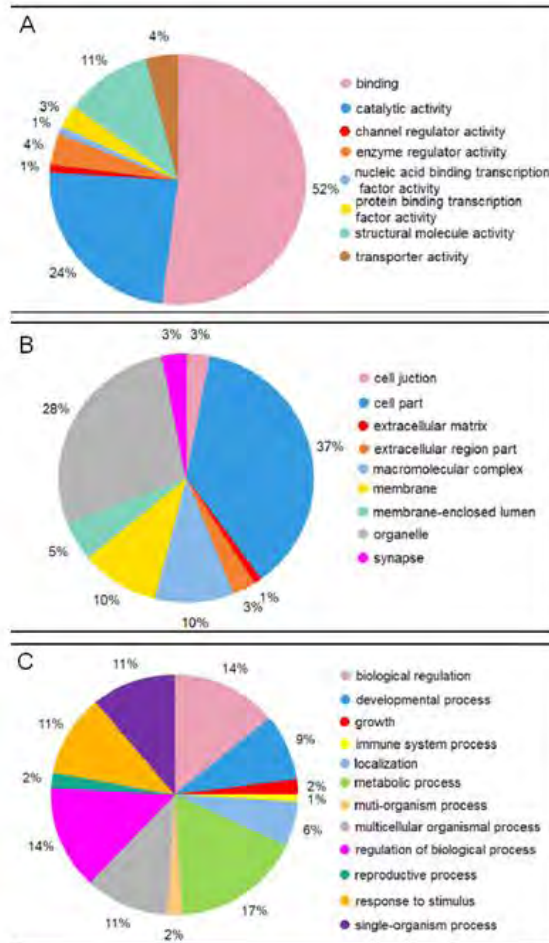 A
4%
11%
3%
1%
4%
1%
24%
52%
binding
catalytic activity
channel regulator activity
enzyme regulator activity
nucleic acid binding transcription
factor activity
protein binding transcription
factor activity
structural molecule activity
transporter activity
B
3%
3%
28%
37%
5%
10%
10%
3%
1%
cell juction
cell part
extracellular matrix
extracellular region part
macromolecular complex
membrane
membrane-enclosed lumen
organelle
synapse
C
11%
14%
11%
9%
2%
2%
1%
14%
6%
11%
2%
17%
biological regulation
developmental process
growth
immune system process
localization
metabolic process
muti-organism process
multicellular organismal process
regulation of biological process
reproductive process
response to stimulus
single-organism process